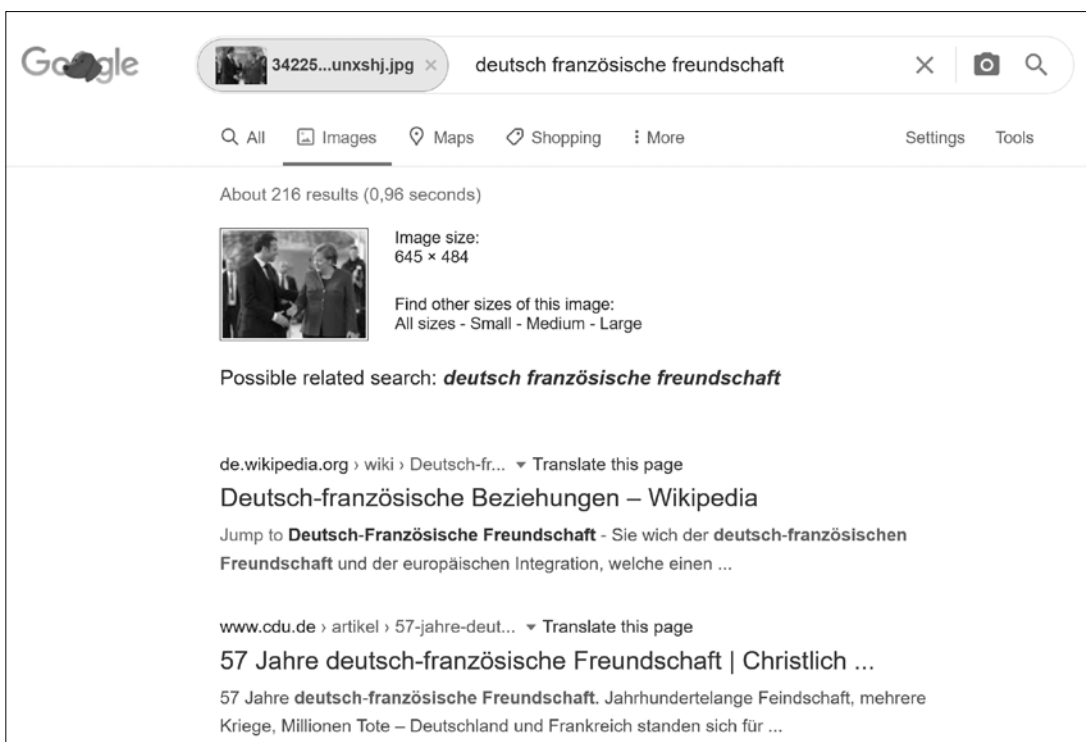 Google
34225...unxshj.jpg × deutsch französische freundschaft
All Images Maps Shopping More Settings Tools
About 216 results (0,96 seconds)
Image size:
645 × 484
Find other sizes of this image:
All sizes - Small - Medium - Large
Possible related search: deutsch französische freundschaft
de.wikipedia.org › wiki › Deutsch-fr... Translate this page
Deutsch-französische Beziehungen – Wikipedia
Jump to Deutsch-Französische Freundschaft - Sie wich der deutsch-französischen
Freundschaft und der europäischen Integration, welche einen ...
www.cdu.de › artikel › 57-jahre-deut... Translate this page
57 Jahre deutsch-französische Freundschaft | Christlich ...
57 Jahre deutsch-französische Freundschaft. Jahrhundertelange Feindschaft, mehrere
Kriege, Millionen Tote – Deutschland und Frankreich standen sich für ...